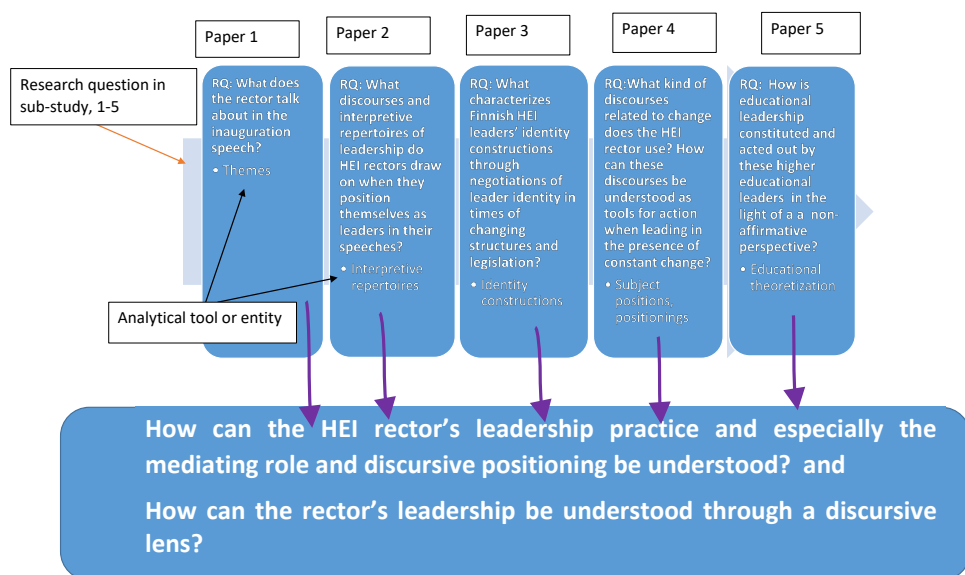 Paper 1
Paper 2
Paper 3
Paper 4
Paper 5
Research question in
sub-study, 1-5
RQ: What does
the rector talk
about in the
inauguration
speech?
• Themes
RQ: What
discourses and
interpretive
repertoires of
leadership do
HEI rectors draw
on when they
position
themselves as
leaders in their
speeches?
• Interpretive
repertoires
RQ: What
characterizes
Finnish HEI
leaders' identity
constructions
through
negotiations of
leader identity in
times of
changing
structures and
legislation?
• Identity
constructions
RQ:What kind of
discourses
related to change
does the HEI
rector use? How
can these
discourses be
understood as
tools for action
when leading in
the presence of
constant change?
• Subject
positions,
positionings
RQ: How is
educational
leadership
constituted and
acted out by
these higher
educational
leaders in the
light of a a non-
affirmative
perspective?
• Educational
theoretization
Analytical tool or entity
How can the HEI rector's leadership practice and especially the
mediating role and discursive positioning be understood? and
How can the rector's leadership be understood through a discursive
lens?